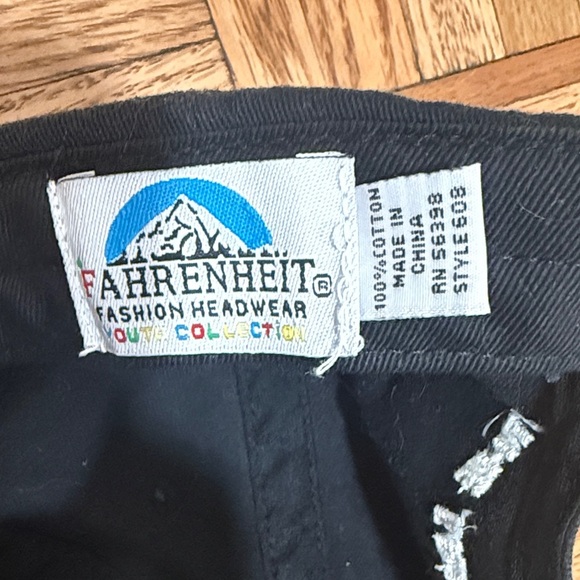 FAHRENHEIT®
FASHION HEADWEAR
YOUTH COLLECTION
100%COTTON
MADE IN
CHINA
RN 56398
STYLE608